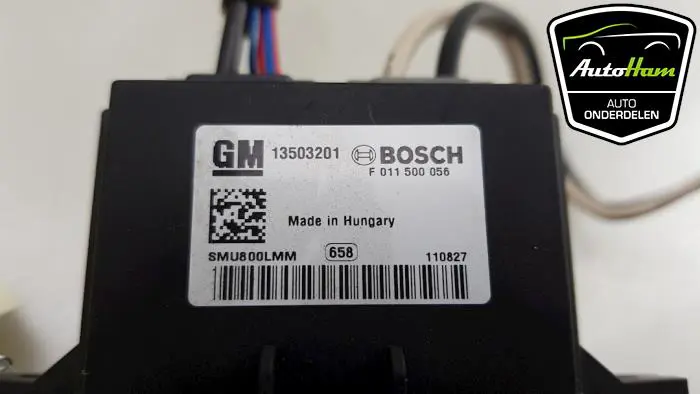 GM 13503201 BOSCH
F 011 500 056
Made in Hungary
SMU800LMM 658 110827
AutoHam
AUTO
ONDERDELEN